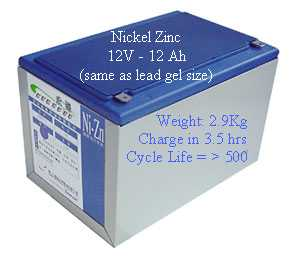 Nickel Zinc
12V - 12 Ah
(same as lead gel size)
Weight: 2.9Kg
Charge in 3.5 hrs
Cycle Life = > 500
Ni-Zn